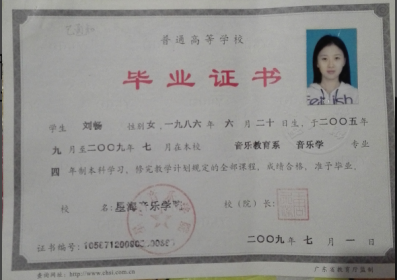 普通高等学校
毕业证书
学生 刘畅 性别女,一九八六年 六 月 二十 日生,于二〇〇五年
九 月至二〇〇九年 七 月在本校 音乐教育系 音乐学 专业
四 年制本科学习,修完教学计划规定的全部课程,成绩合格,准予毕业。
校 名: 星海音乐学院 校(院)长:
证书编号:
二〇〇九年 七 月 一 日
查询网址:http://www.chsi.com.cn
广东省教育厅监制